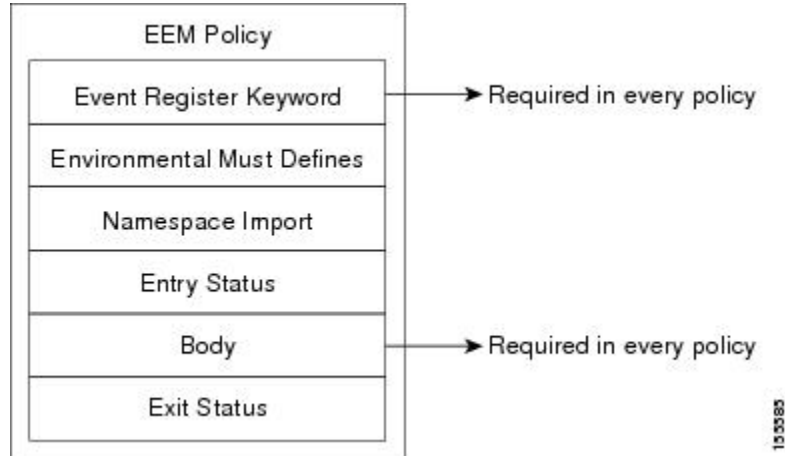 EEM Policy
Event Register Keyword
Required in every policy
Environmental Must Defines
Namespace Import
Entry Status
Body
Required in every policy
Exit Status
155585